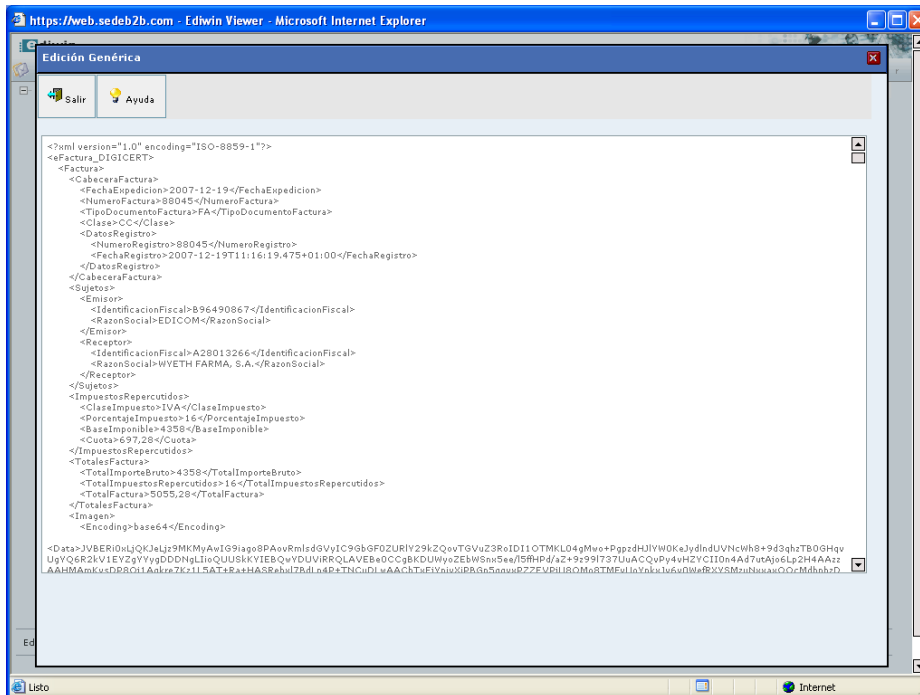 https://web.sedeb2b.com - Ediwin Viewer - Microsoft Internet Explorer
Edición Genérica
Salir
Ayuda
<?xml version="1.0" encoding="ISO-8859-1"?>
<eFactura_DIGICERT>
<Factura>
<CabeceraFactura>
<FechaExpedicion>2007-12-19</FechaExpedicion>
<NumeroFactura>88045</NumeroFactura>
<TipoDocumentoFactura>FA</TipoDocumentoFactura>
<Clase>CC</Clase>
<DatosRegistro>
<NumeroRegistro>88045</NumeroRegistro>
<FechaRegistro>2007-12-19T11:16:19.475+01:00</FechaRegistro>
</DatosRegistro>
</CabeceraFactura>
<Sujetos>
<Emisor>
<IdentificacionFiscal>B96490867</IdentificacionFiscal>
<RazonSocial>EDICOM</RazonSocial>
</Emisor>
<Receptor>
<IdentificacionFiscal>A28013266</IdentificacionFiscal>
<RazonSocial>WYETH FARMA, S.A.</RazonSocial>
</Receptor>
</Sujetos>
<ImpuestosRepercutidos>
<ClaseImpuesto>IVA</ClaseImpuesto>
<PorcentajeImpuesto>16</PorcentajeImpuesto>
<BaseImponible>4358</BaseImponible>
<Cuota>697,28</Cuota>
</ImpuestosRepercutidos>
<TotalesFactura>
<TotalImporteBruto>4358</TotalImporteBruto>
<TotalImpuestosRepercutidos>16</TotalImpuestosRepercutidos>
<TotalFactura>5055,28</TotalFactura>
</TotalesFactura>
<Imagen>
<Encoding>base64</Encoding>
Ed
Listo
Internet